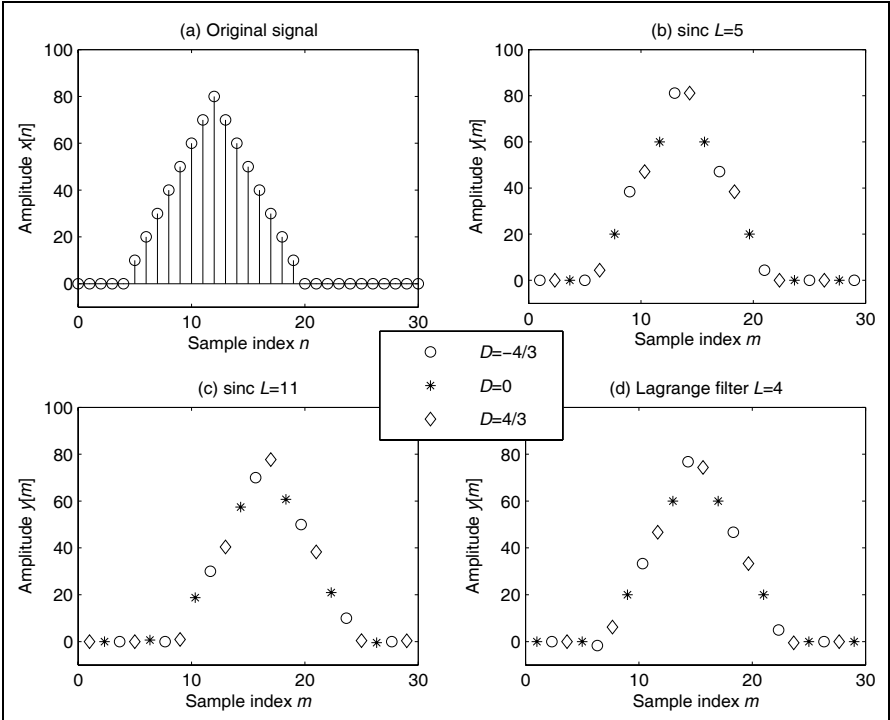 (a) Original signal
100
80
60
40
20
0
Amplitude x[n]
0 10 20 30
Sample index n
(b) sinc L=5
100
80
60
40
20
0
Amplitude y[m]
0 10 20 30
Sample index m
D=−4/3
D=0
D=4/3
(c) sinc L=11
100
80
60
40
20
0
Amplitude y[m]
0 10 20 30
Sample index m
(d) Lagrange filter L=4
80
60
40
20
0
Amplitude y[m]
0 10 20 30
Sample index m